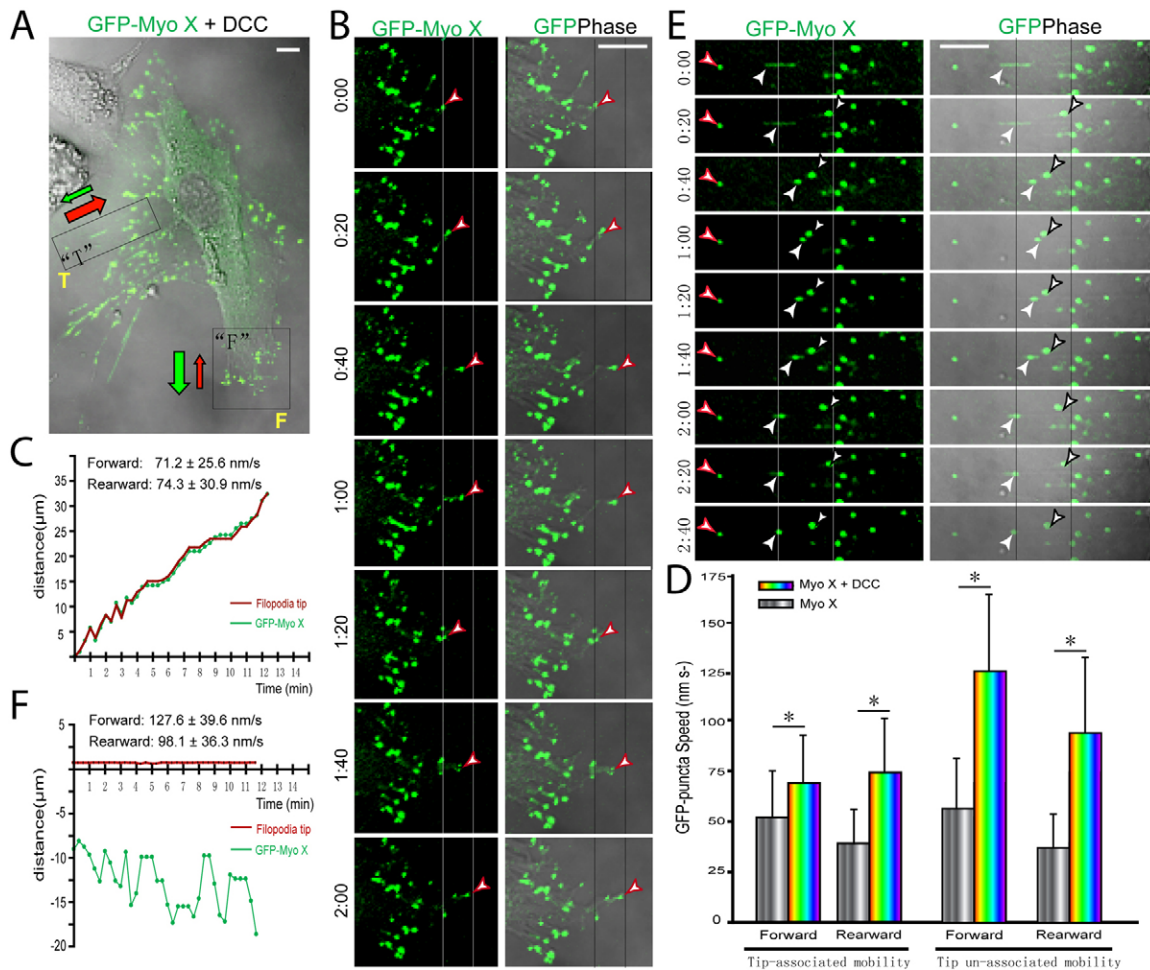 A
GFP-Myo X + DCC
“T”
T
“F”
F
B
GFP-Myo X
GFPPhase
0:00
0:20
0:40
1:00
1:20
1:40
2:00
E
GFP-Myo X
GFPPhase
0:00
0:20
0:40
1:00
1:20
1:40
2:00
2:20
2:40
C
Forward: 71.2 ± 25.6 nm/s
Rearward: 74.3 ± 30.9 nm/s
distance(µm)
35
30
25
20
15
10
5
Filopodia tip
GFP-Myo X
1 2 3 4 5 6 7 8 9 10 11 12 13 14
Time (min)
F
Forward: 127.6 ± 39.6 nm/s
Rearward: 98.1 ± 36.3 nm/s
distance(µm)
5
1 2 3 4 5 6 7 8 9 10 11 12 13 14
Time (min)
-5
-5
-10
-15
-20
Filopodia tip
GFP-Myo X
D
GFP-puncta Speed (nm s-)
175
150
125
100
75
50
25
0
Myo X + DCC
Myo X
* * * *
Forward Rearward Forward Rearward
Tip-associated mobility Tip un-associated mobility